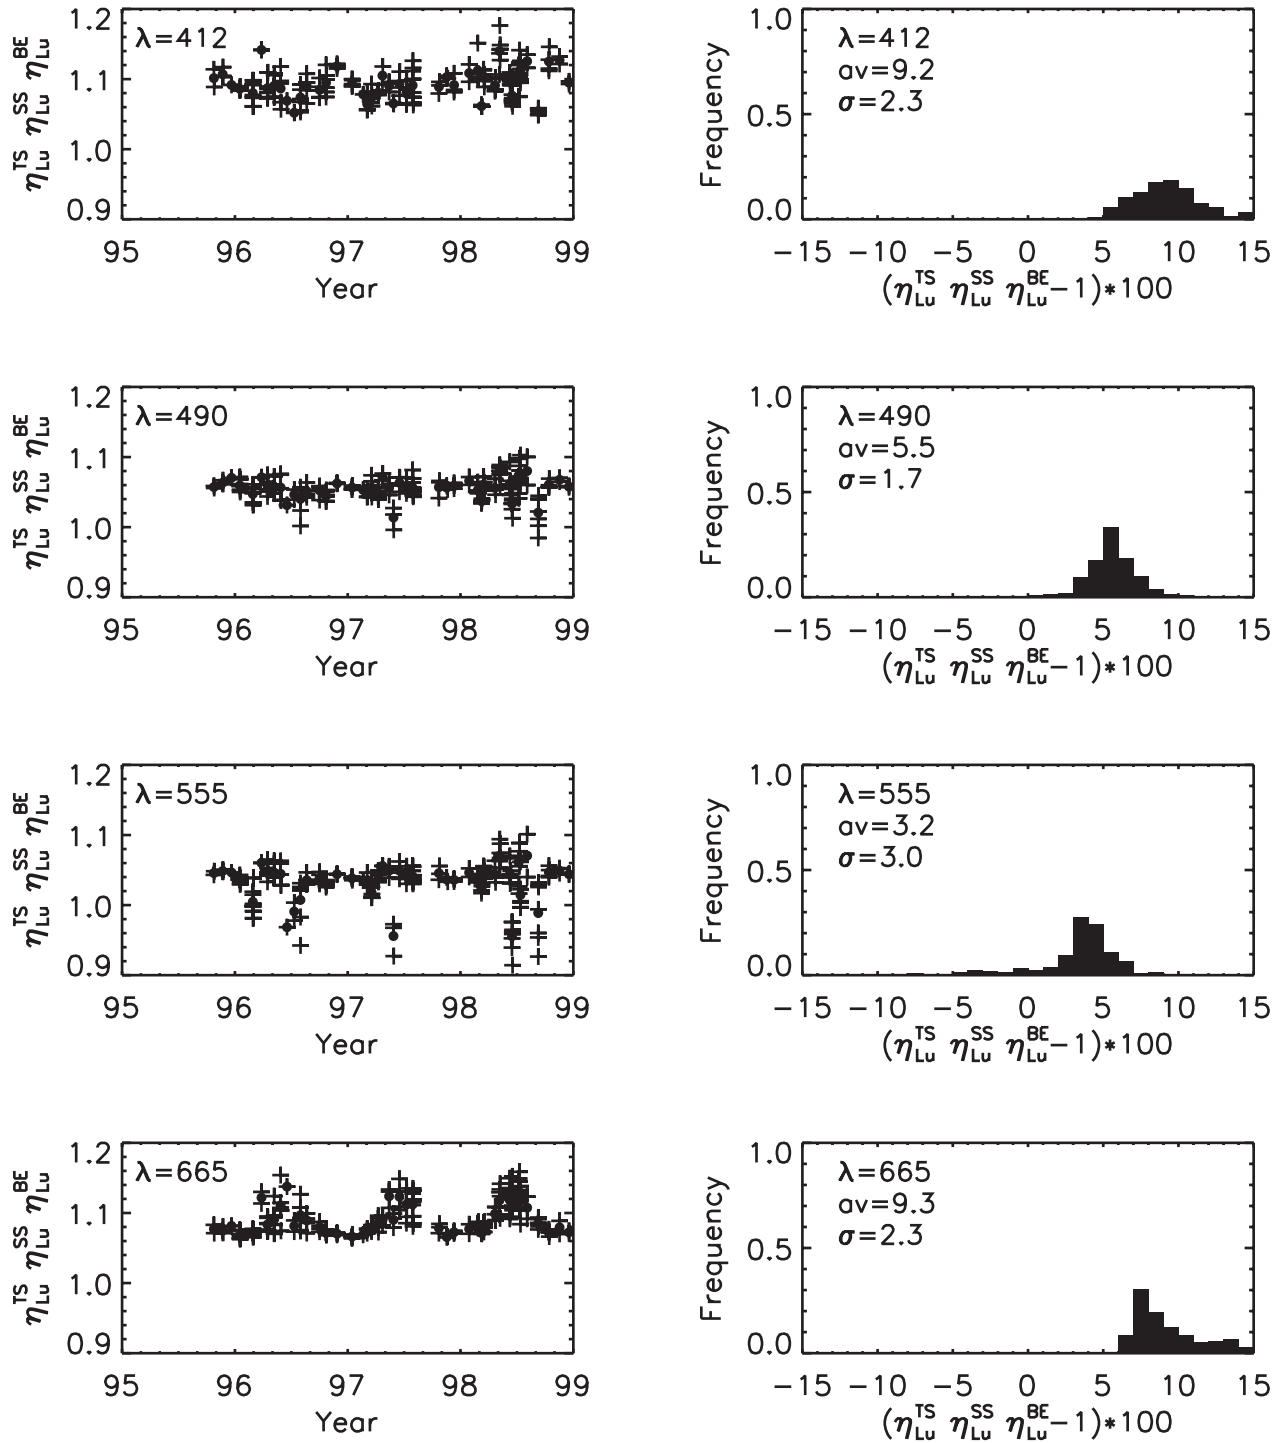 η_Lu^TS η_Lu^SS η_Lu^BE
1.2
1.1
1.0
0.9
λ=412
95 96 97 98 99
Year
Frequency
1.0
0.5
0.0
λ=412
av=9.2
σ=2.3
−15 −10 −5 0 5 10 15
(η_Lu^TS η_Lu^SS η_Lu^BE−1)*100
η_Lu^TS η_Lu^SS η_Lu^BE
1.2
1.1
1.0
0.9
λ=490
95 96 97 98 99
Year
Frequency
1.0
0.5
0.0
λ=490
av=5.5
σ=1.7
−15 −10 −5 0 5 10 15
(η_Lu^TS η_Lu^SS η_Lu^BE−1)*100
η_Lu^TS η_Lu^SS η_Lu^BE
1.2
1.1
1.0
0.9
λ=555
95 96 97 98 99
Year
Frequency
1.0
0.5
0.0
λ=555
av=3.2
σ=3.0
−15 −10 −5 0 5 10 15
(η_Lu^TS η_Lu^SS η_Lu^BE−1)*100
η_Lu^TS η_Lu^SS η_Lu^BE
1.2
1.1
1.0
0.9
λ=665
95 96 97 98 99
Year
Frequency
1.0
0.5
0.0
λ=665
av=9.3
σ=2.3
−15 −10 −5 0 5 10 15
(η_Lu^TS η_Lu^SS η_Lu^BE−1)*100